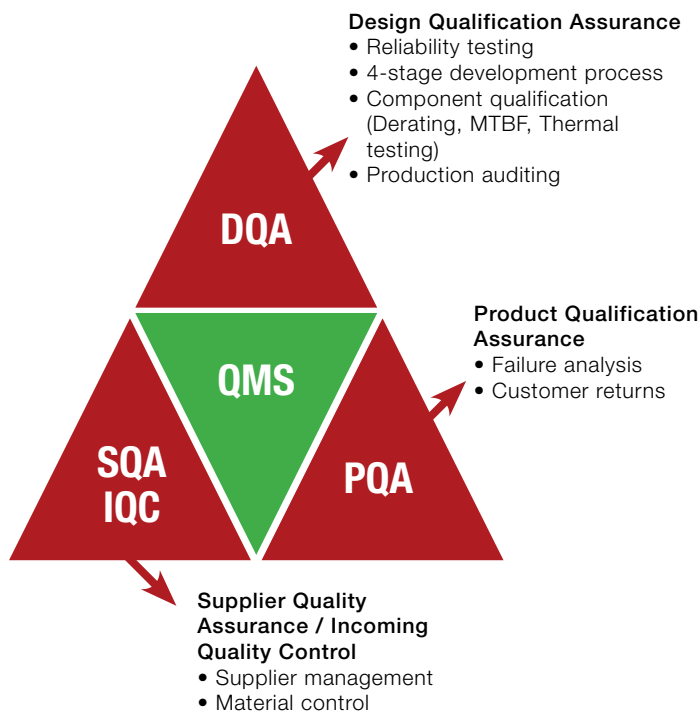 Design Qualification Assurance
• Reliability testing
• 4-stage development process
• Component qualification
(Derating, MTBF, Thermal
testing)
• Production auditing
DQA
Product Qualification
Assurance
• Failure analysis
• Customer returns
QMS
SQA
IQC
PQA
Supplier Quality
Assurance / Incoming
Quality Control
• Supplier management
• Material control